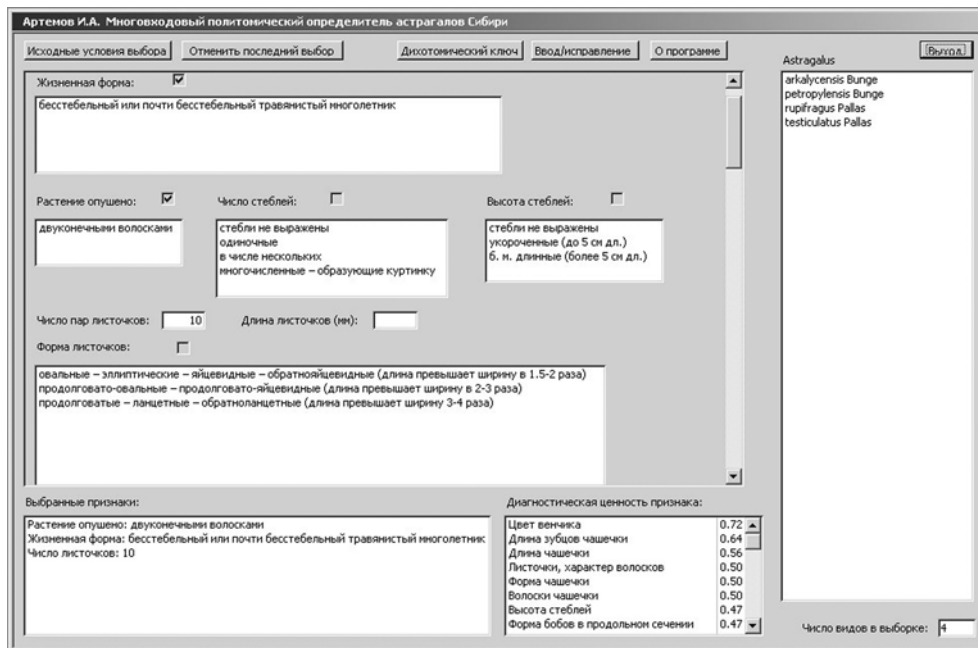 Артемов И.А. Многовходовый политомический определитель астрагалов Сибири
Исходные условия выбора Отменить последний выбор Дихотомический ключ Ввод/исправление О программе Выход
Astragalus
arkalycensis Bunge
petropylensis Bunge
rupifragus Pallas
testiculatus Pallas
Жизненная форма:
бесстебельный или почти бесстебельный травянистый многолетник
Растение опушено: Число стеблей: Высота стеблей:
двуконечными волосками
стебли не выражены
одиночные
в числе нескольких
многочисленные – образующие куртинку
стебли не выражены
укороченные (до 5 см дл.)
б. м. длинные (более 5 см дл.)
Число пар листочков: 10 Длина листочков (мм):
Форма листочков:
овальные – эллиптические – яйцевидные – обратнояйцевидные (длина превышает ширину в 1.5-2 раза)
продолговато-овальные – продолговато-яйцевидные (длина превышает ширину в 2-3 раза)
продолговатые – ланцетные – обратноланцетные (длина превышает ширину 3-4 раза)
Выбранные признаки:
Растение опушено: двуконечными волосками
Жизненная форма: бесстебельный или почти бесстебельный травянистый многолетник
Число листочков: 10
Диагностическая ценность признака:
Цвет венчика 0.72
Длина зубцов чашечки 0.64
Длина чашечки 0.56
Листочки, характер волосков 0.50
Форма чашечки 0.50
Волоски чашечки 0.50
Высота стеблей 0.47
Форма бобов в продольном сечении 0.47
Число видов в выборке: 4